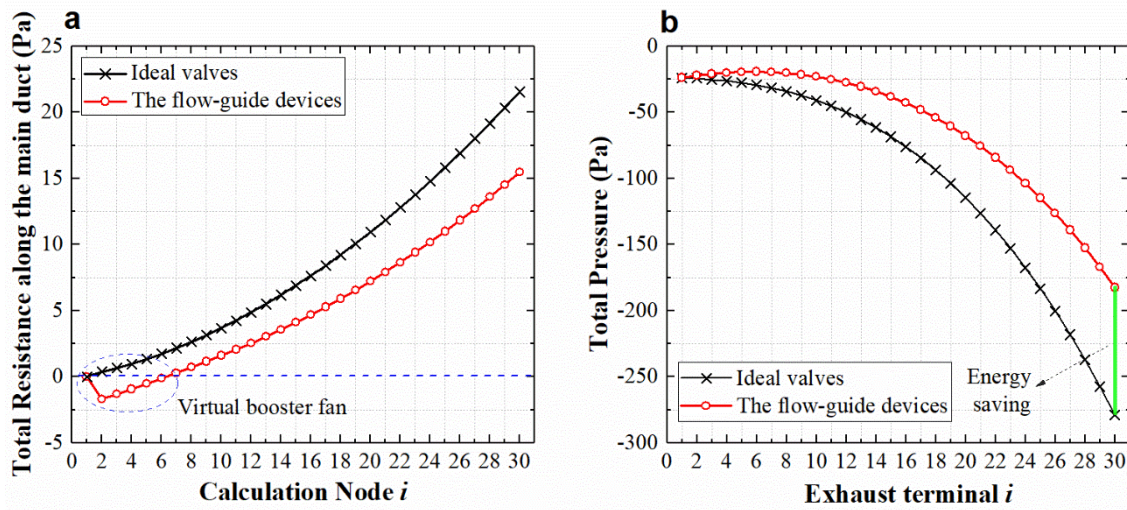 a
Total Resistance along the main duct (Pa)
25
20
15
10
5
0
-5
Ideal valves
The flow-guide devices
Virtual booster fan
0 2 4 6 8 10 12 14 16 18 20 22 24 26 28 30
Calculation Node i
b
Total Pressure (Pa)
0
-50
-100
-150
-200
-250
-300
Energy
saving
Ideal valves
The flow-guide devices
0 2 4 6 8 10 12 14 16 18 20 22 24 26 28 30
Exhaust terminal i